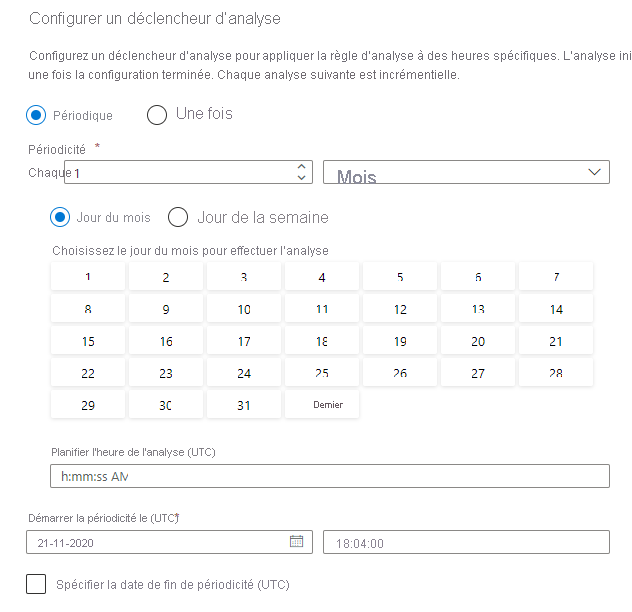 Configurer un déclencheur d'analyse
Configurez un déclencheur d'analyse pour appliquer la règle d'analyse à des heures spécifiques. L'analyse ini
une fois la configuration terminée. Chaque analyse suivante est incrémentielle.
Périodique Une fois
Périodicité *
Chaque 1 Mois
Jour du mois Jour de la semaine
Choisissez le jour du mois pour effectuer l'analyse
1 2 3 4 5 6 7
8 9 10 11 12 13 14
15 16 17 18 19 20 21
22 23 24 25 26 27 28
29 30 31 Dernier
Planifier l'heure de l'analyse (UTC)
h:mm:ss AM
Démarrer la périodicité le (UTC)*
21-11-2020 18:04:00
Spécifier la date de fin de périodicité (UTC)